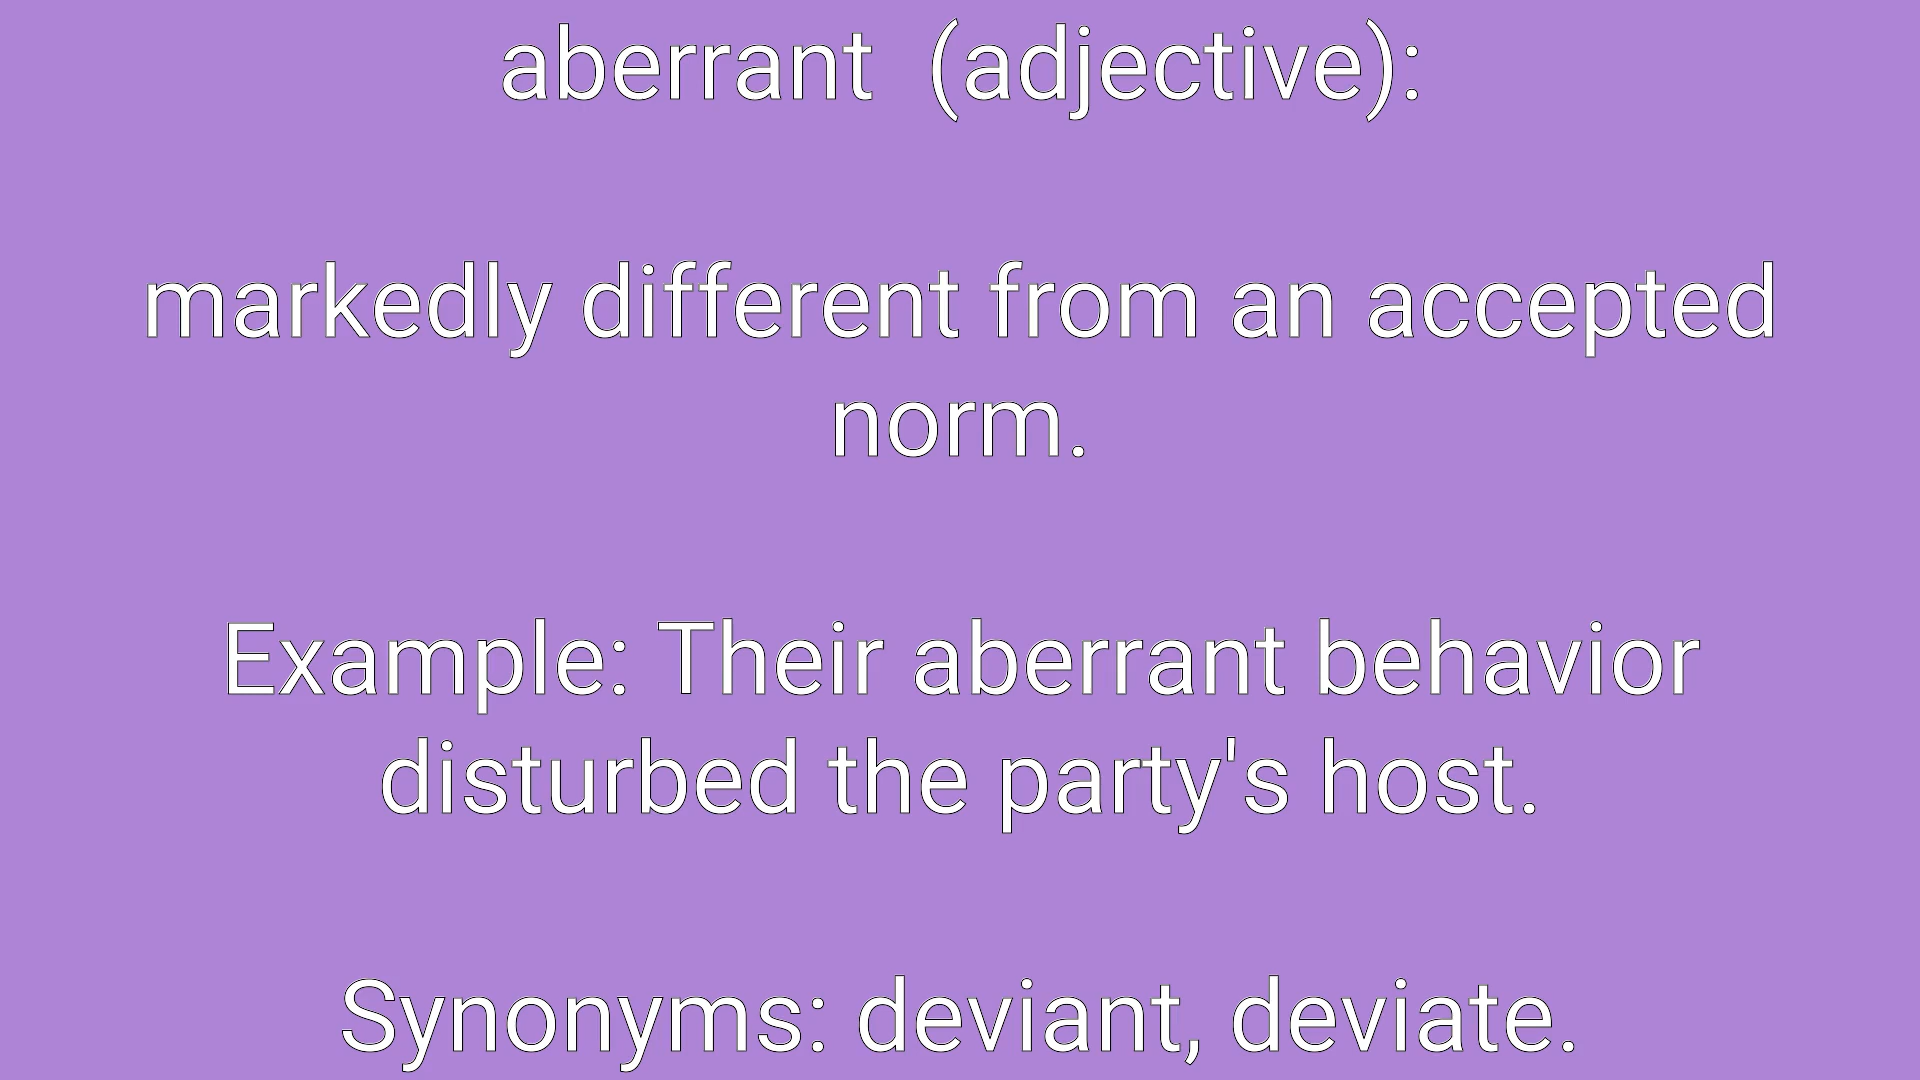 aberrant  (adjective):
markedly different from an accepted
norm.
Example: Their aberrant behavior
disturbed the party's host.
Synonyms: deviant, deviate.